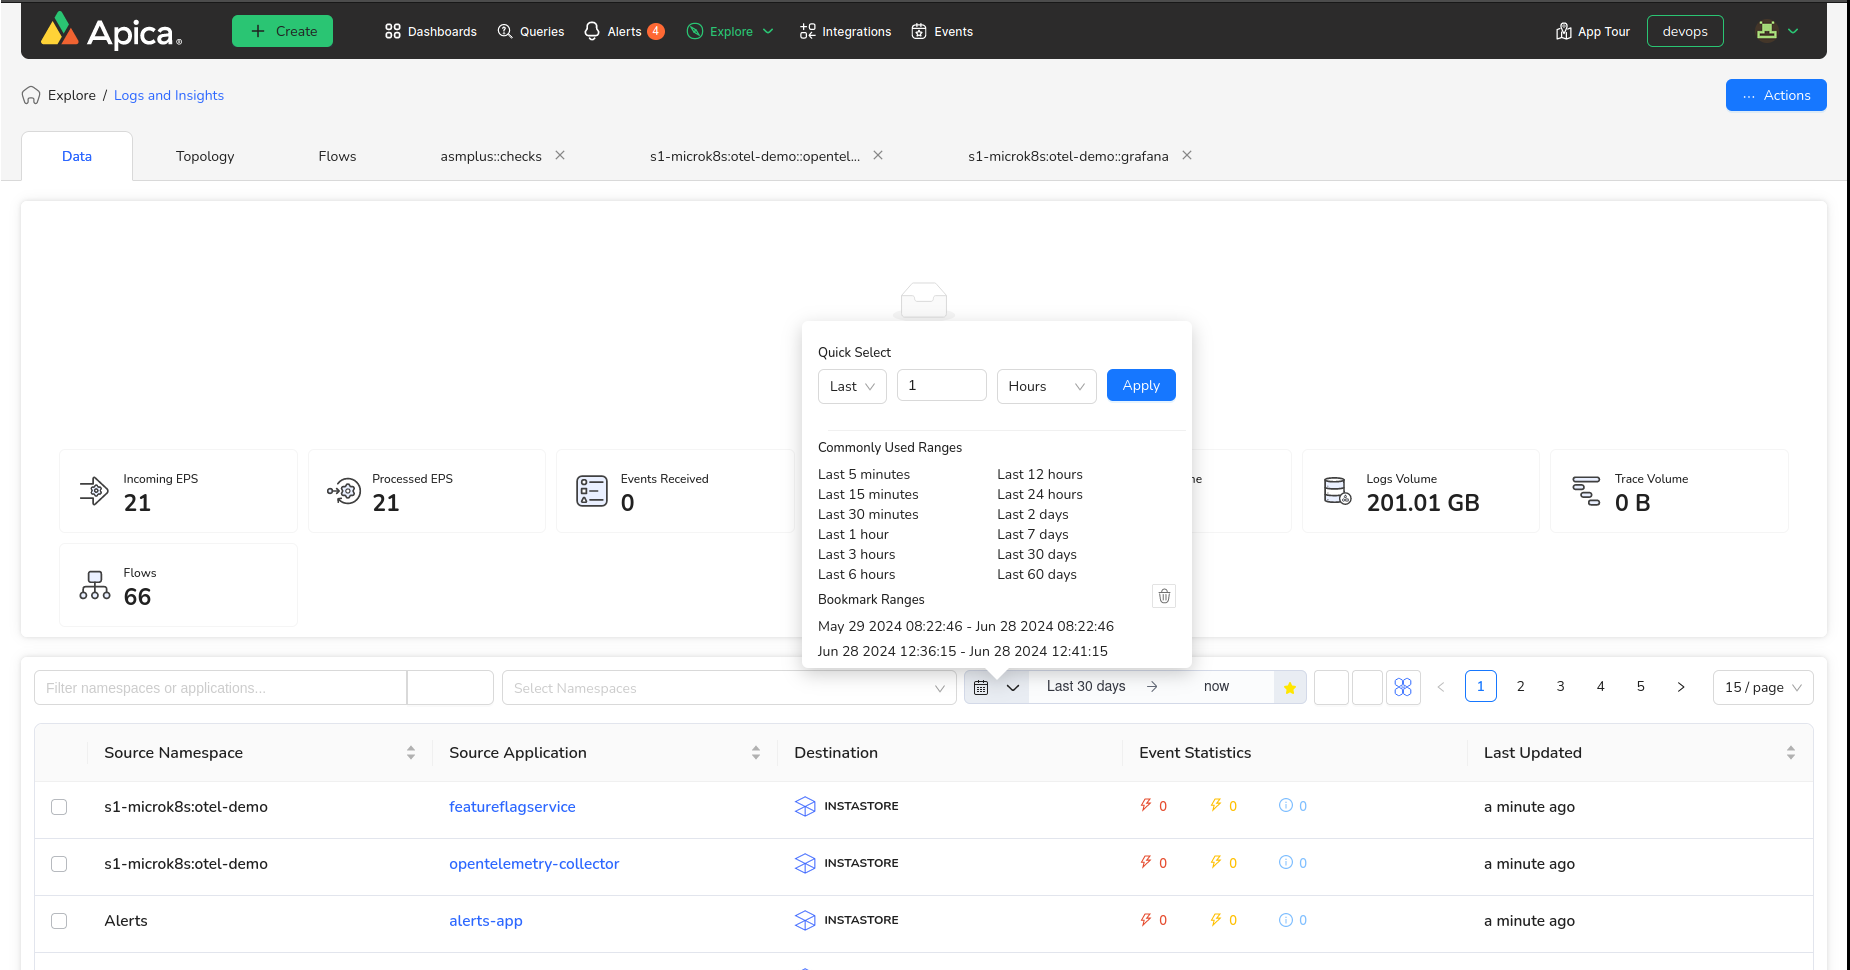 Apica
+ Create
Dashboards
Queries
Alerts 4
Explore
Integrations
Events
App Tour
devops
Explore / Logs and Insights
... Actions
Data
Topology
Flows
asmplus::checks
s1-microk8s:otel-demo::opentel...
s1-microk8s:otel-demo::grafana
Quick Select
Last 1 Hours Apply
Commonly Used Ranges
Last 5 minutes Last 12 hours
Last 15 minutes Last 24 hours
Last 30 minutes Last 2 days
Last 1 hour Last 7 days
Last 3 hours Last 30 days
Last 6 hours Last 60 days
Bookmark Ranges
May 29 2024 08:22:46 - Jun 28 2024 08:22:46
Jun 28 2024 12:36:15 - Jun 28 2024 12:41:15
Incoming EPS
21
Processed EPS
21
Events Received
0
Logs Volume
201.01 GB
Trace Volume
0 B
Flows
66
Filter namespaces or applications...
Select Namespaces
Last 30 days → now
< 1 2 3 4 5 >
15 / page
Source Namespace Source Application Destination Event Statistics Last Updated
s1-microk8s:otel-demo featureflagservice INSTASTORE 0 0 0 a minute ago
s1-microk8s:otel-demo opentelemetry-collector INSTASTORE 0 0 0 a minute ago
Alerts alerts-app INSTASTORE 0 0 0 a minute ago